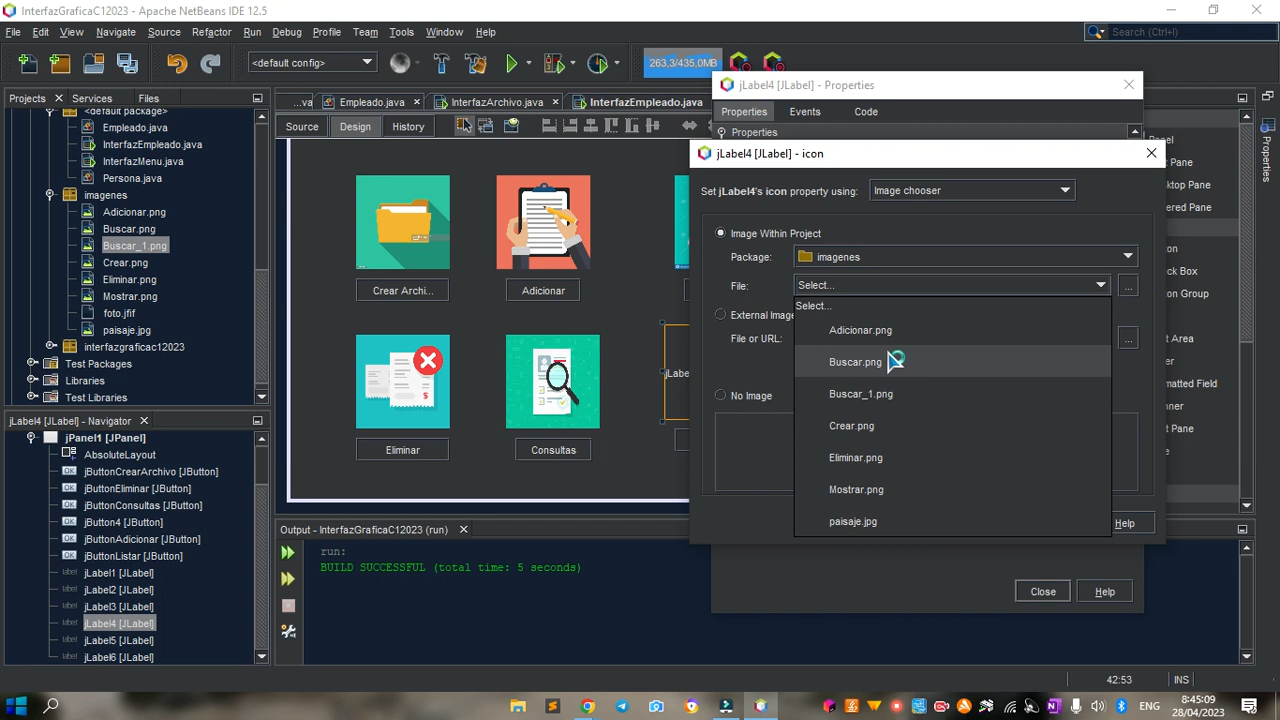 InterfazGraficaC12023 - Apache NetBeans IDE 12.5
File Edit View Navigate Source Refactor Run Debug Profile Team Tools Window Help
Search (Ctrl+I)
<default config>
263,3/435,0MB
Projects Services Files
<default package>
Empleado.java
InterfazEmpleado.java
InterfazMenu.java
Persona.java
imagenes
Adicionar.png
Buscar.png
Buscar_1.png
Crear.png
Eliminar.png
Mostrar.png
foto.jfif
paisaje.jpg
interfazgraficac12023
Test Packages
Libraries
Test Libraries
jLabel4 [JLabel] - Navigator
jPanel1 [JPanel]
AbsoluteLayout
jButtonCrearArchivo [JButton]
jButtonEliminar [JButton]
jButtonConsultas [JButton]
jButton4 [JButton]
jButtonAdicionar [JButton]
jButtonListar [JButton]
label jLabel1 [JLabel]
label jLabel2 [JLabel]
label jLabel3 [JLabel]
label jLabel4 [JLabel]
label jLabel5 [JLabel]
label jLabel6 [JLabel]
...va Empleado.java InterfazArchivo.java InterfazEmpleado.java
Source Design History
Crear Archi... Adicionar
Eliminar Consultas
jLabe
Output - InterfazGraficaC12023 (run)
run:
BUILD SUCCESSFUL (total time: 5 seconds)
jLabel4 [JLabel] - Properties
Properties Events Code
Properties
jLabel4 [JLabel] - icon
Set jLabel4's icon property using: Image chooser
Image Within Project
Package: imagenes
File: Select... ...
Select...
Adicionar.png
Buscar.png
Buscar_1.png
Crear.png
Eliminar.png
Mostrar.png
paisaje.jpg
External Image
File or URL: ...
No Image
Help
Close Help
Properties
42:53 INS
ENG
8:45:09
28/04/2023